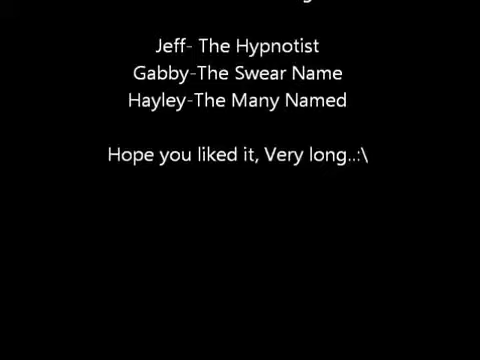 Jeff- The Hypnotist
Gabby-The Swear Name
Hayley-The Many Named
Hope you liked it, Very long..:\